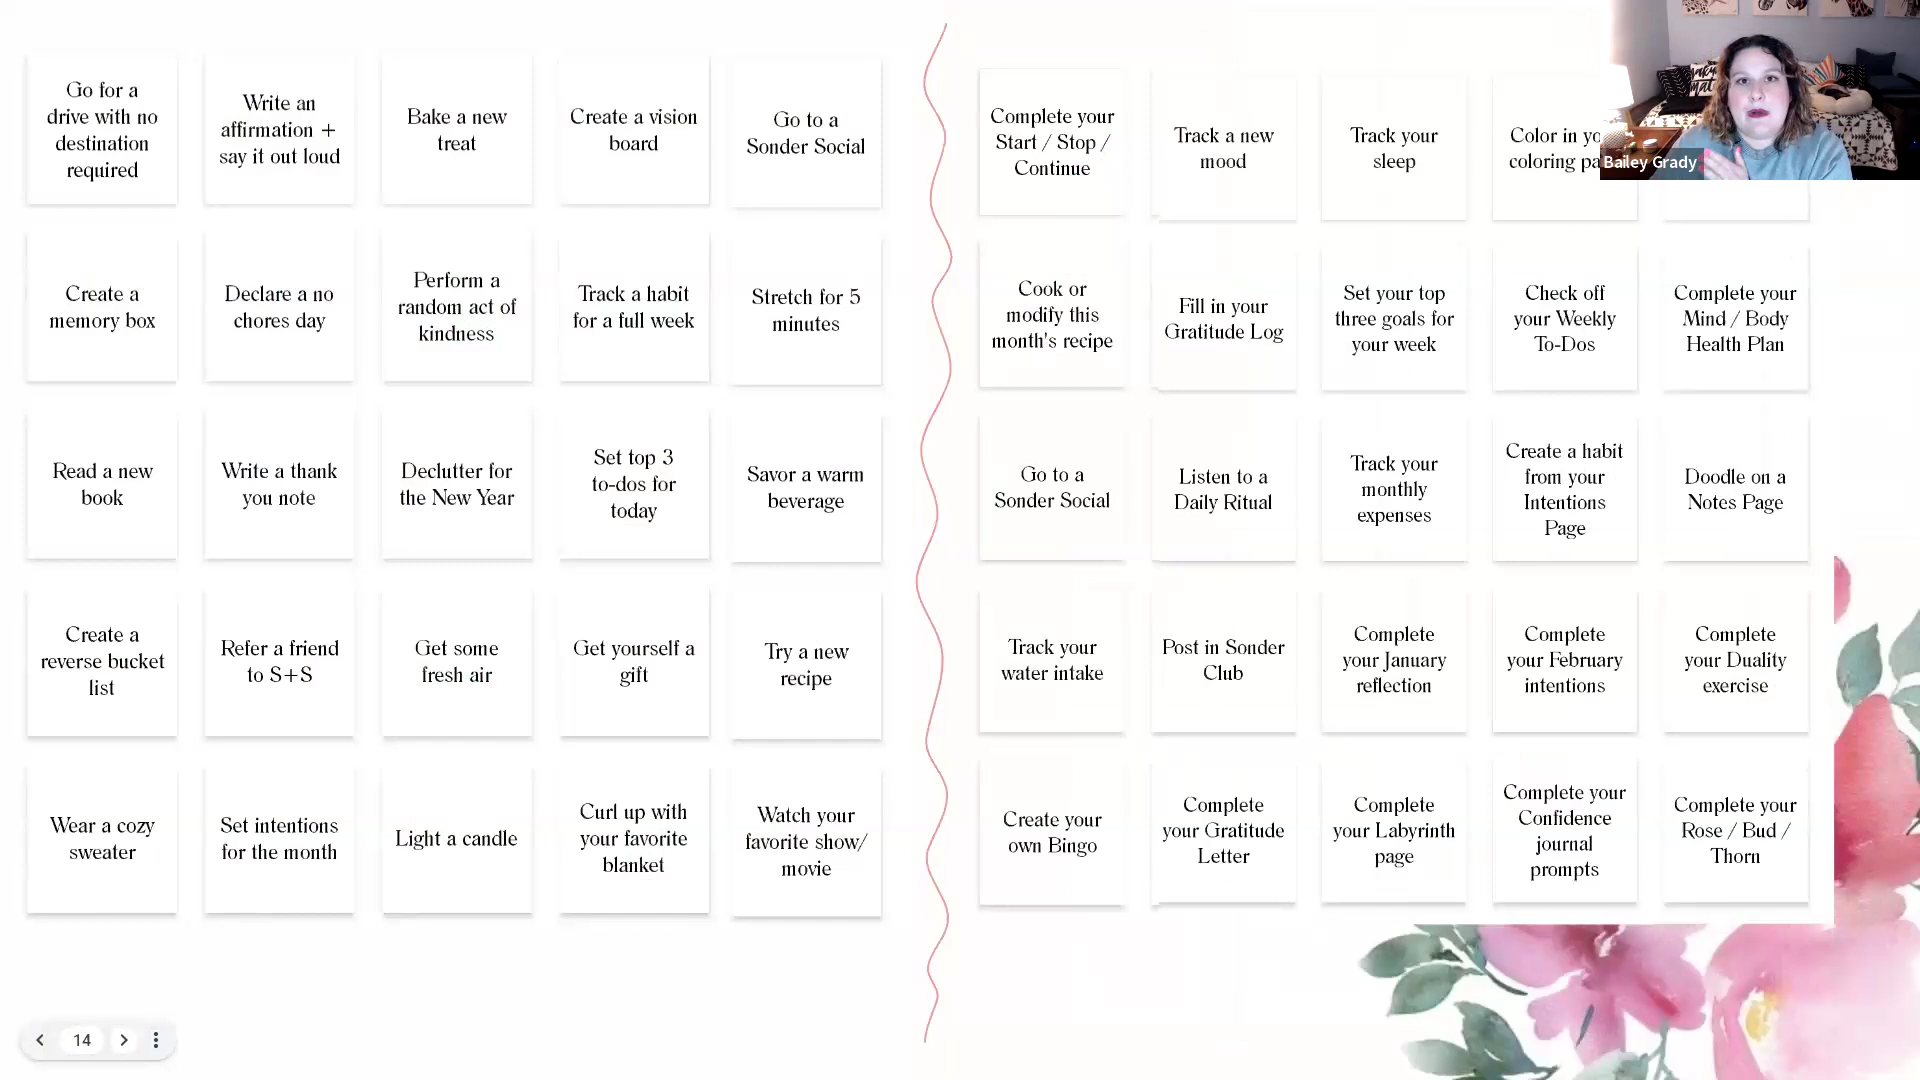 Go for a
drive with no
destination
required
Write an
affirmation +
say it out loud
Bake a new
treat
Create a vision
board
Go to a
Sonder Social
Create a
memory box
Declare a no
chores day
Perform a
random act of
kindness
Track a habit
for a full week
Stretch for 5
minutes
Read a new
book
Write a thank
you note
Declutter for
the New Year
Set top 3
to-dos for
today
Savor a warm
beverage
Create a
reverse bucket
list
Refer a friend
to S+S
Get some
fresh air
Get yourself a
gift
Try a new
recipe
Wear a cozy
sweater
Set intentions
for the month
Light a candle
Curl up with
your favorite
blanket
Watch your
favorite show/
movie
Complete your
Start / Stop /
Continue
Track a new
mood
Track your
sleep
Color in yo
coloring pa
Bailey Grady
Cook or
modify this
month's recipe
Fill in your
Gratitude Log
Set your top
three goals for
your week
Check off
your Weekly
To-Dos
Complete your
Mind / Body
Health Plan
Go to a
Sonder Social
Listen to a
Daily Ritual
Track your
monthly
expenses
Create a habit
from your
Intentions
Page
Doodle on a
Notes Page
Track your
water intake
Post in Sonder
Club
Complete
your January
reflection
Complete
your February
intentions
Complete
your Duality
exercise
Create your
own Bingo
Complete
your Gratitude
Letter
Complete
your Labyrinth
page
Complete your
Confidence
journal
prompts
Complete your
Rose / Bud /
Thorn
14